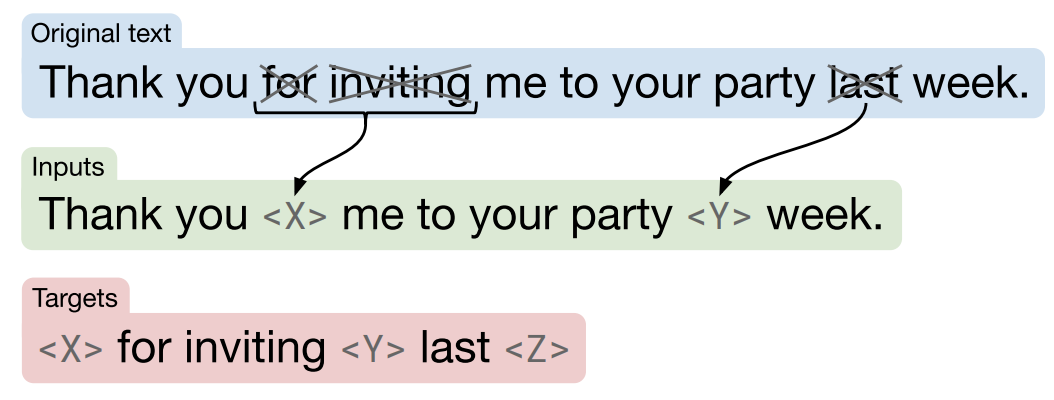 Original text
Thank you for inviting me to your party last week.
Inputs
Thank you <X> me to your party <Y> week.
Targets
<X> for inviting <Y> last <Z>